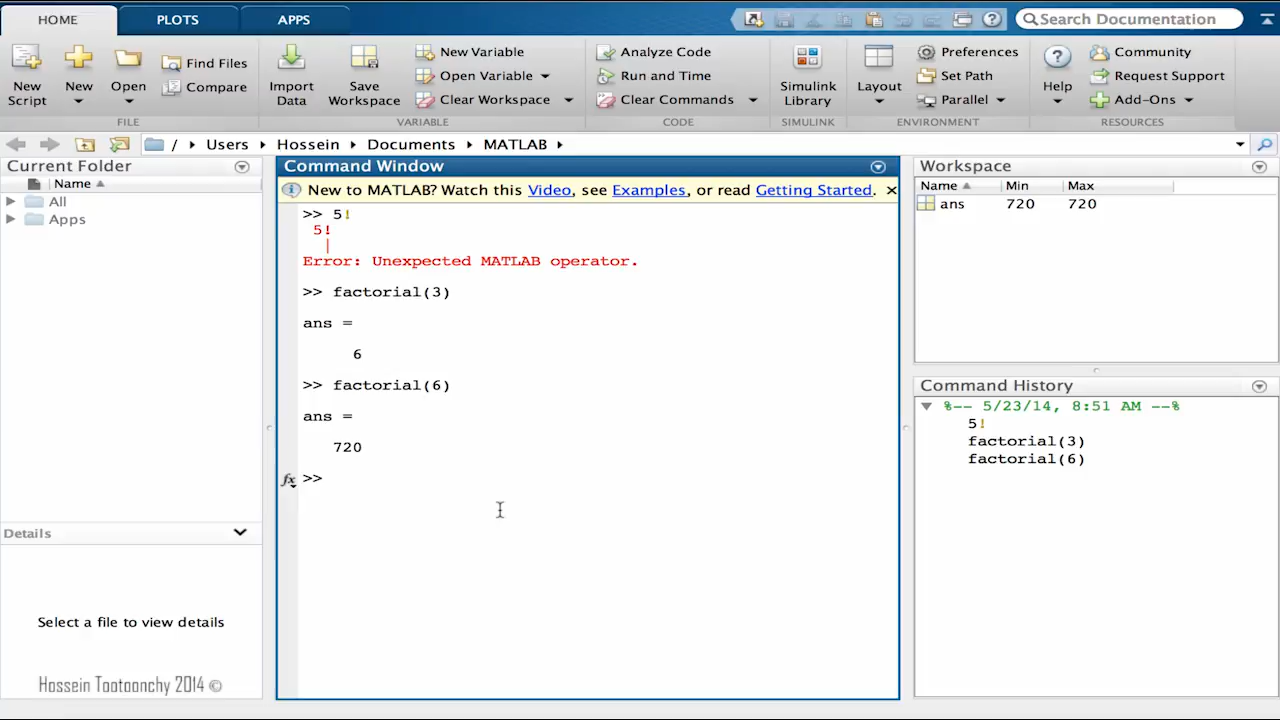 HOME PLOTS APPS
Search Documentation
New Script
New
Open
Find Files
Compare
FILE
Import Data
Save Workspace
New Variable
Open Variable
Clear Workspace
VARIABLE
Analyze Code
Run and Time
Clear Commands
CODE
Simulink Library
SIMULINK
Layout
Preferences
Set Path
Parallel
ENVIRONMENT
Help
Community
Request Support
Add-Ons
RESOURCES
/ Users Hossein Documents MATLAB
Current Folder
Name
All
Apps
Details
Select a file to view details
Hossein Tootoonchy 2014 ©
Command Window
New to MATLAB? Watch this Video, see Examples, or read Getting Started.
>> 5!
5!
|
Error: Unexpected MATLAB operator.
>> factorial(3)
ans =
6
>> factorial(6)
ans =
720
fx >>
Workspace
Name Min Max
ans 720 720
Command History
%-- 5/23/14, 8:51 AM --%
5!
factorial(3)
factorial(6)